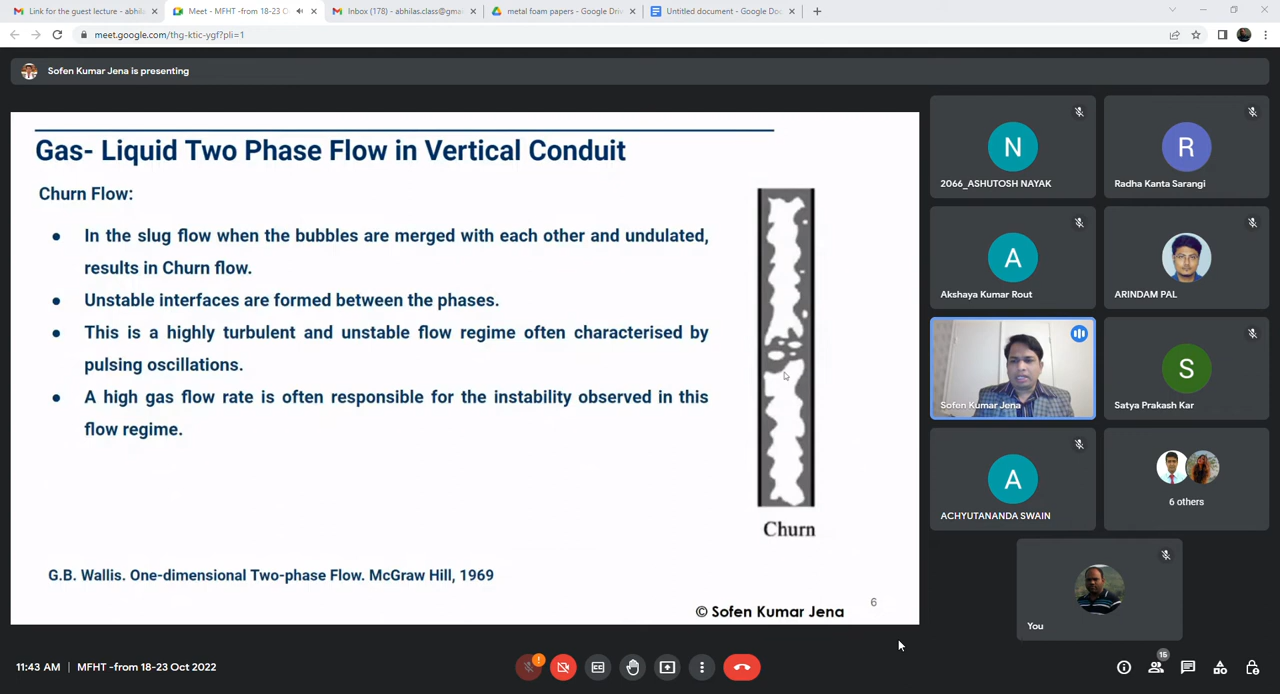 Link for the guest lecture - abhila
Meet - MFHT -from 18-23 O
Inbox (178) - abhilas.class@gma
metal foam papers - Google Driv
Untitled document - Google Doc
meet.google.com/thg-ktic-ygf?pli=1
Sofen Kumar Jena is presenting
Gas- Liquid Two Phase Flow in Vertical Conduit
Churn Flow:
● In the slug flow when the bubbles are merged with each other and undulated,
results in Churn flow.
● Unstable interfaces are formed between the phases.
● This is a highly turbulent and unstable flow regime often characterised by
pulsing oscillations.
● A high gas flow rate is often responsible for the instability observed in this
flow regime.
Churn
G.B. Wallis. One-dimensional Two-phase Flow. McGraw Hill, 1969
6
© Sofen Kumar Jena
N
2066_ASHUTOSH NAYAK
R
Radha Kanta Sarangi
A
Akshaya Kumar Rout
ARINDAM PAL
Sofen Kumar Jena
S
Satya Prakash Kar
A
ACHYUTANANDA SWAIN
6 others
You
11:43 AM | MFHT -from 18-23 Oct 2022
15